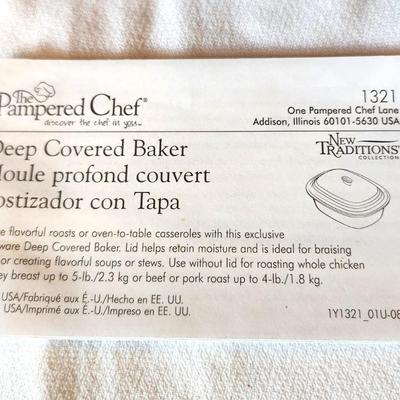 The
Pampered Chef®
discover the chef in you™
1321
One Pampered Chef Lane
Addison, Illinois 60101-5630 USA
NEW
TRADITIONS®
COLLECTION
Deep Covered Baker
Moule profond couvert
ostizador con Tapa
e flavorful roasts or oven-to-table casseroles with this exclusive
ware Deep Covered Baker. Lid helps retain moisture and is ideal for braising
or creating flavorful soups or stews. Use without lid for roasting whole chicken
ey breast up to 5-lb./2.3 kg or beef or pork roast up to 4-lb./1.8 kg.
USA/Fabriqué aux É.-U./Hecho en EE. UU.
USA/Imprimé aux É.-U./Impreso en EE. UU.
1Y1321_01U-08